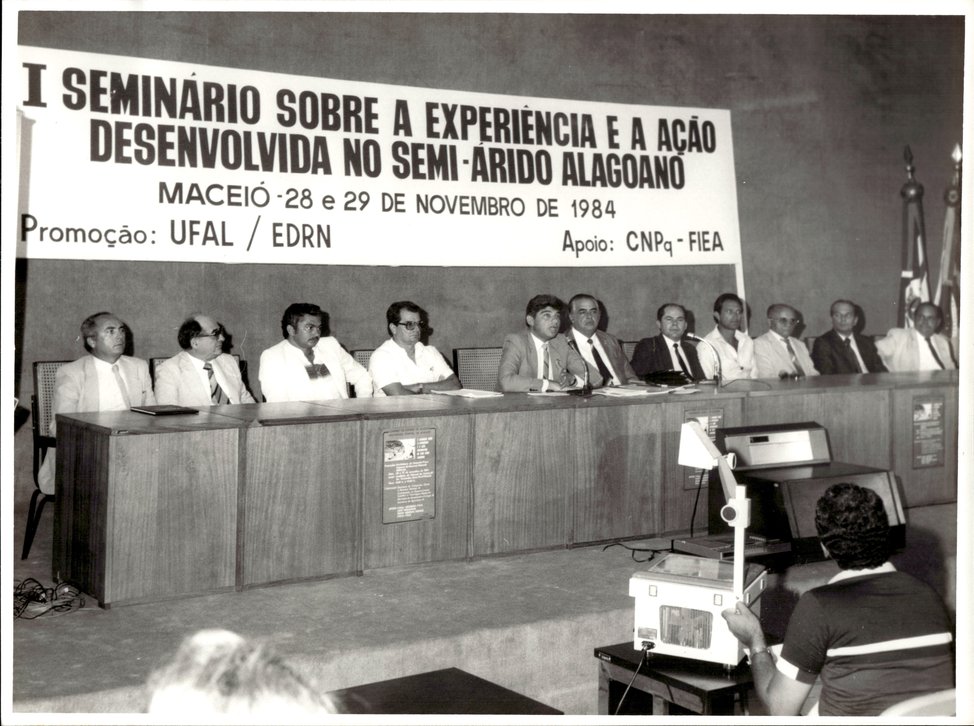 I SEMINÁRIO SOBRE A EXPERIÊNCIA E A AÇÃO
DESENVOLVIDA NO SEMI-ÁRIDO ALAGOANO
MACEIÓ - 28 e 29 DE NOVEMBRO DE 1984
Promoção: UFAL / EDRN
Apoio: CNPq - FIEA